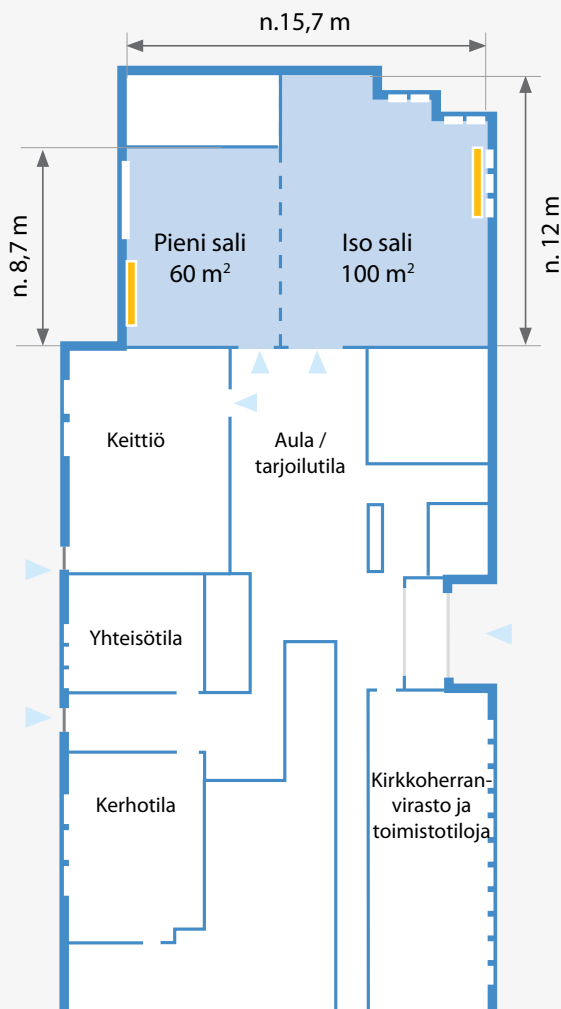 n.15,7 m
n. 8,7 m
Pieni sali
60 m²
Iso sali
100 m²
n. 12 m
Keittiö
Aula /
tarjoilutila
Yhteisötila
Kerhotila
Kirkkoherran-
virasto ja
toimistotiloja